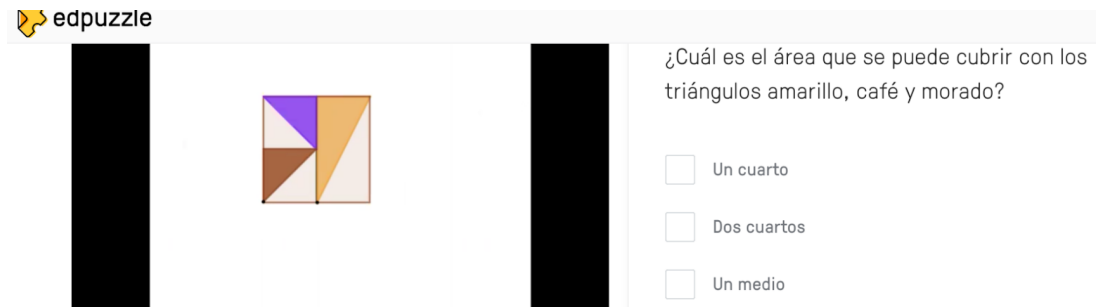 edpuzzle
¿Cuál es el área que se puede cubrir con los
triángulos amarillo, café y morado?
Un cuarto
Dos cuartos
Un medio